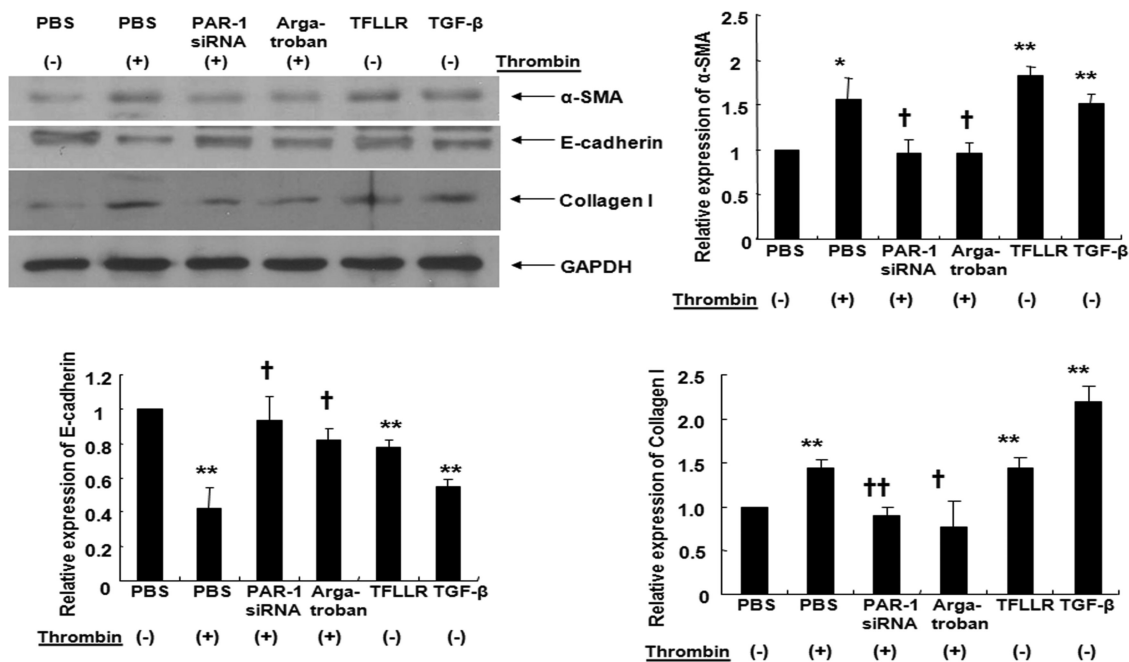 PBS PBS PAR-1 Arga- TFLLR TGF-β
siRNA troban
(-) (+) (+) (+) (-) (-) Thrombin
α-SMA
E-cadherin
Collagen I
GAPDH
Relative expression of α-SMA
2.5
2
1.5
1
0.5
0
* † † ** **
PBS PBS PAR-1 Arga- TFLLR TGF-β
siRNA troban
Thrombin (-) (+) (+) (+) (-) (-)
Relative expression of E-cadherin
1.2
1
0.8
0.6
0.4
0.2
0
** † † ** **
PBS PBS PAR-1 Arga- TFLLR TGF-β
siRNA troban
Thrombin (-) (+) (+) (+) (-) (-)
Relative expression of Collagen I
2.5
2.0
1.5
1.0
0.5
0.0
** †† † ** **
PBS PBS PAR-1 Arga- TFLLR TGF-β
siRNA troban
Thrombin (-) (+) (+) (+) (-) (-)